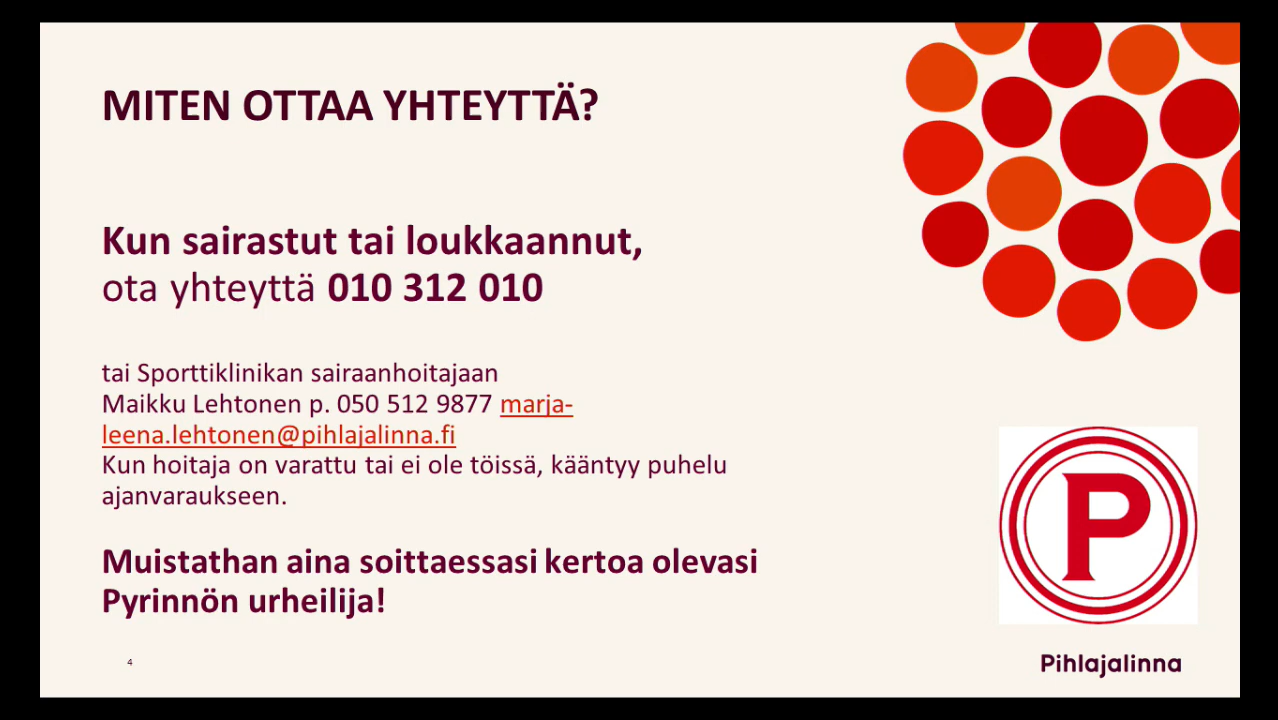 MITEN OTTAA YHTEYTTÄ?
Kun sairastut tai loukkaannut,
ota yhteyttä 010 312 010
tai Sporttiklinikan sairaanhoitajaan
Maikku Lehtonen p. 050 512 9877 marja-
leena.lehtonen@pihlajalinna.fi
Kun hoitaja on varattu tai ei ole töissä, kääntyy puhelu
ajanvaraukseen.
Muistathan aina soittaessasi kertoa olevasi
Pyrinnön urheilija!
P
4
Pihlajalinna